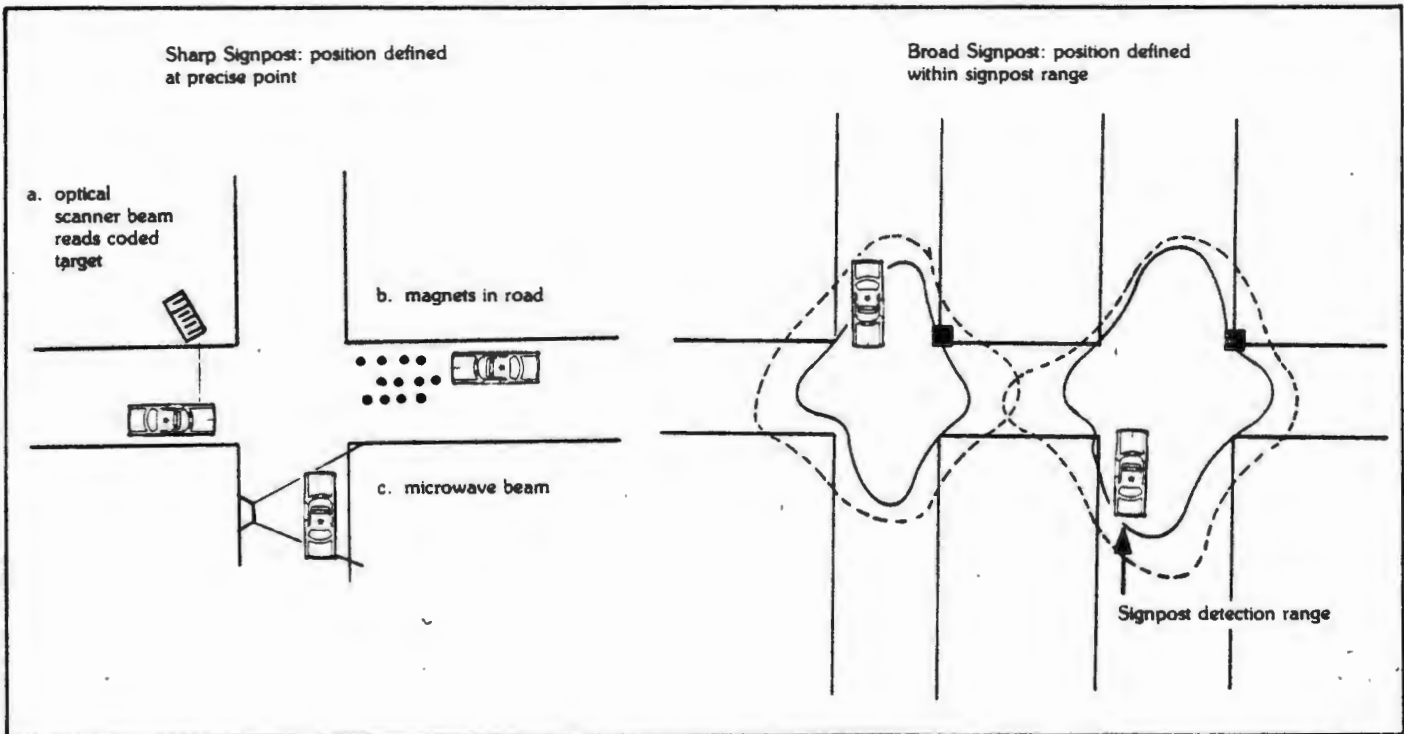 Sharp Signpost: position defined
at precise point
Broad Signpost: position defined
within signpost range
a. optical
scanner beam
reads coded
target
b. magnets in road
c. microwave beam
Signpost detection range